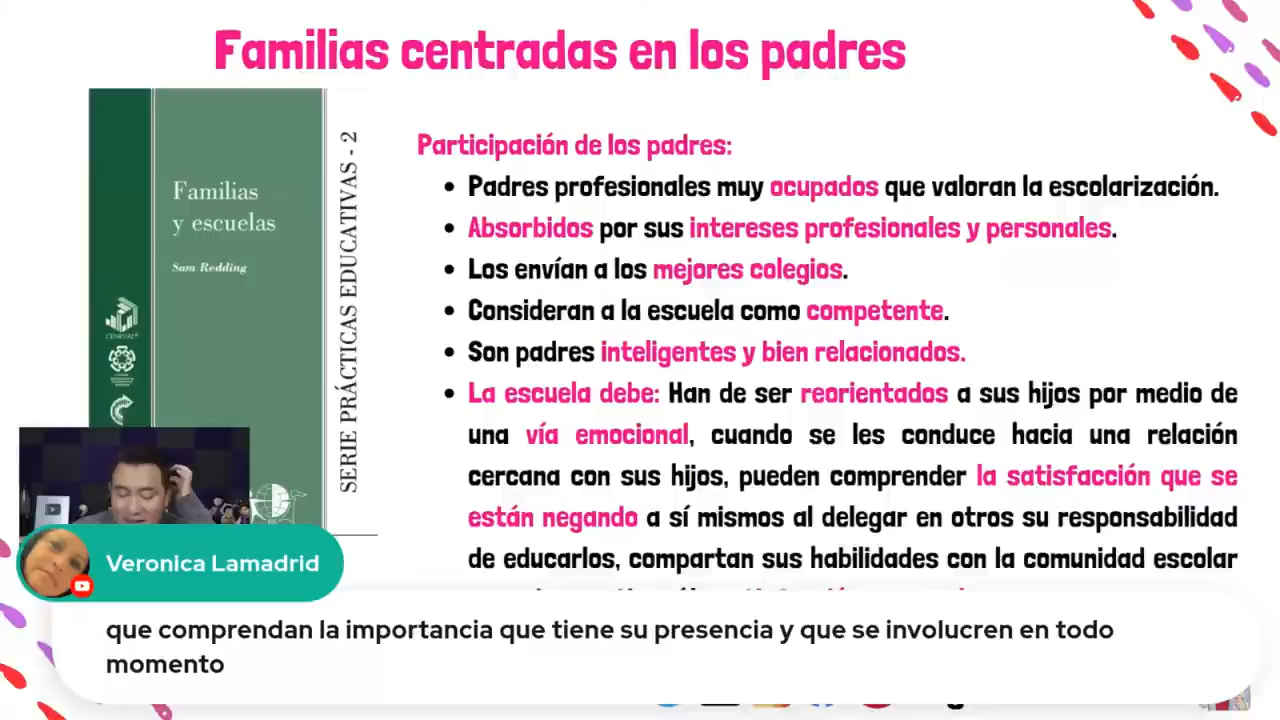 Familias centradas en los padres
Familias
y escuelas
Sam Redding
SERIE PRÁCTICAS EDUCATIVAS - 2
Participación de los padres:
• Padres profesionales muy ocupados que valoran la escolarización.
• Absorbidos por sus intereses profesionales y personales.
• Los envían a los mejores colegios.
• Consideran a la escuela como competente.
• Son padres inteligentes y bien relacionados.
• La escuela debe: Han de ser reorientados a sus hijos por medio de
una vía emocional, cuando se les conduce hacia una relación
cercana con sus hijos, pueden comprender la satisfacción que se
están negando a sí mismos al delegar en otros su responsabilidad
de educarlos, compartan sus habilidades con la comunidad escolar
Veronica Lamadrid
que comprendan la importancia que tiene su presencia y que se involucren en todo
momento